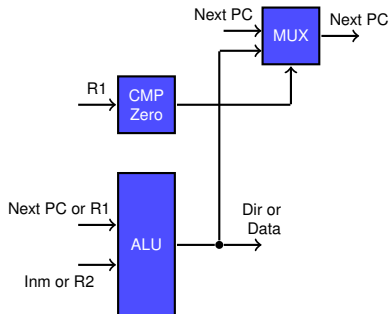 Next PC
Next PC
MUX
R1
CMP
Zero
Next PC or R1
Dir or
Data
ALU
Inm or R2